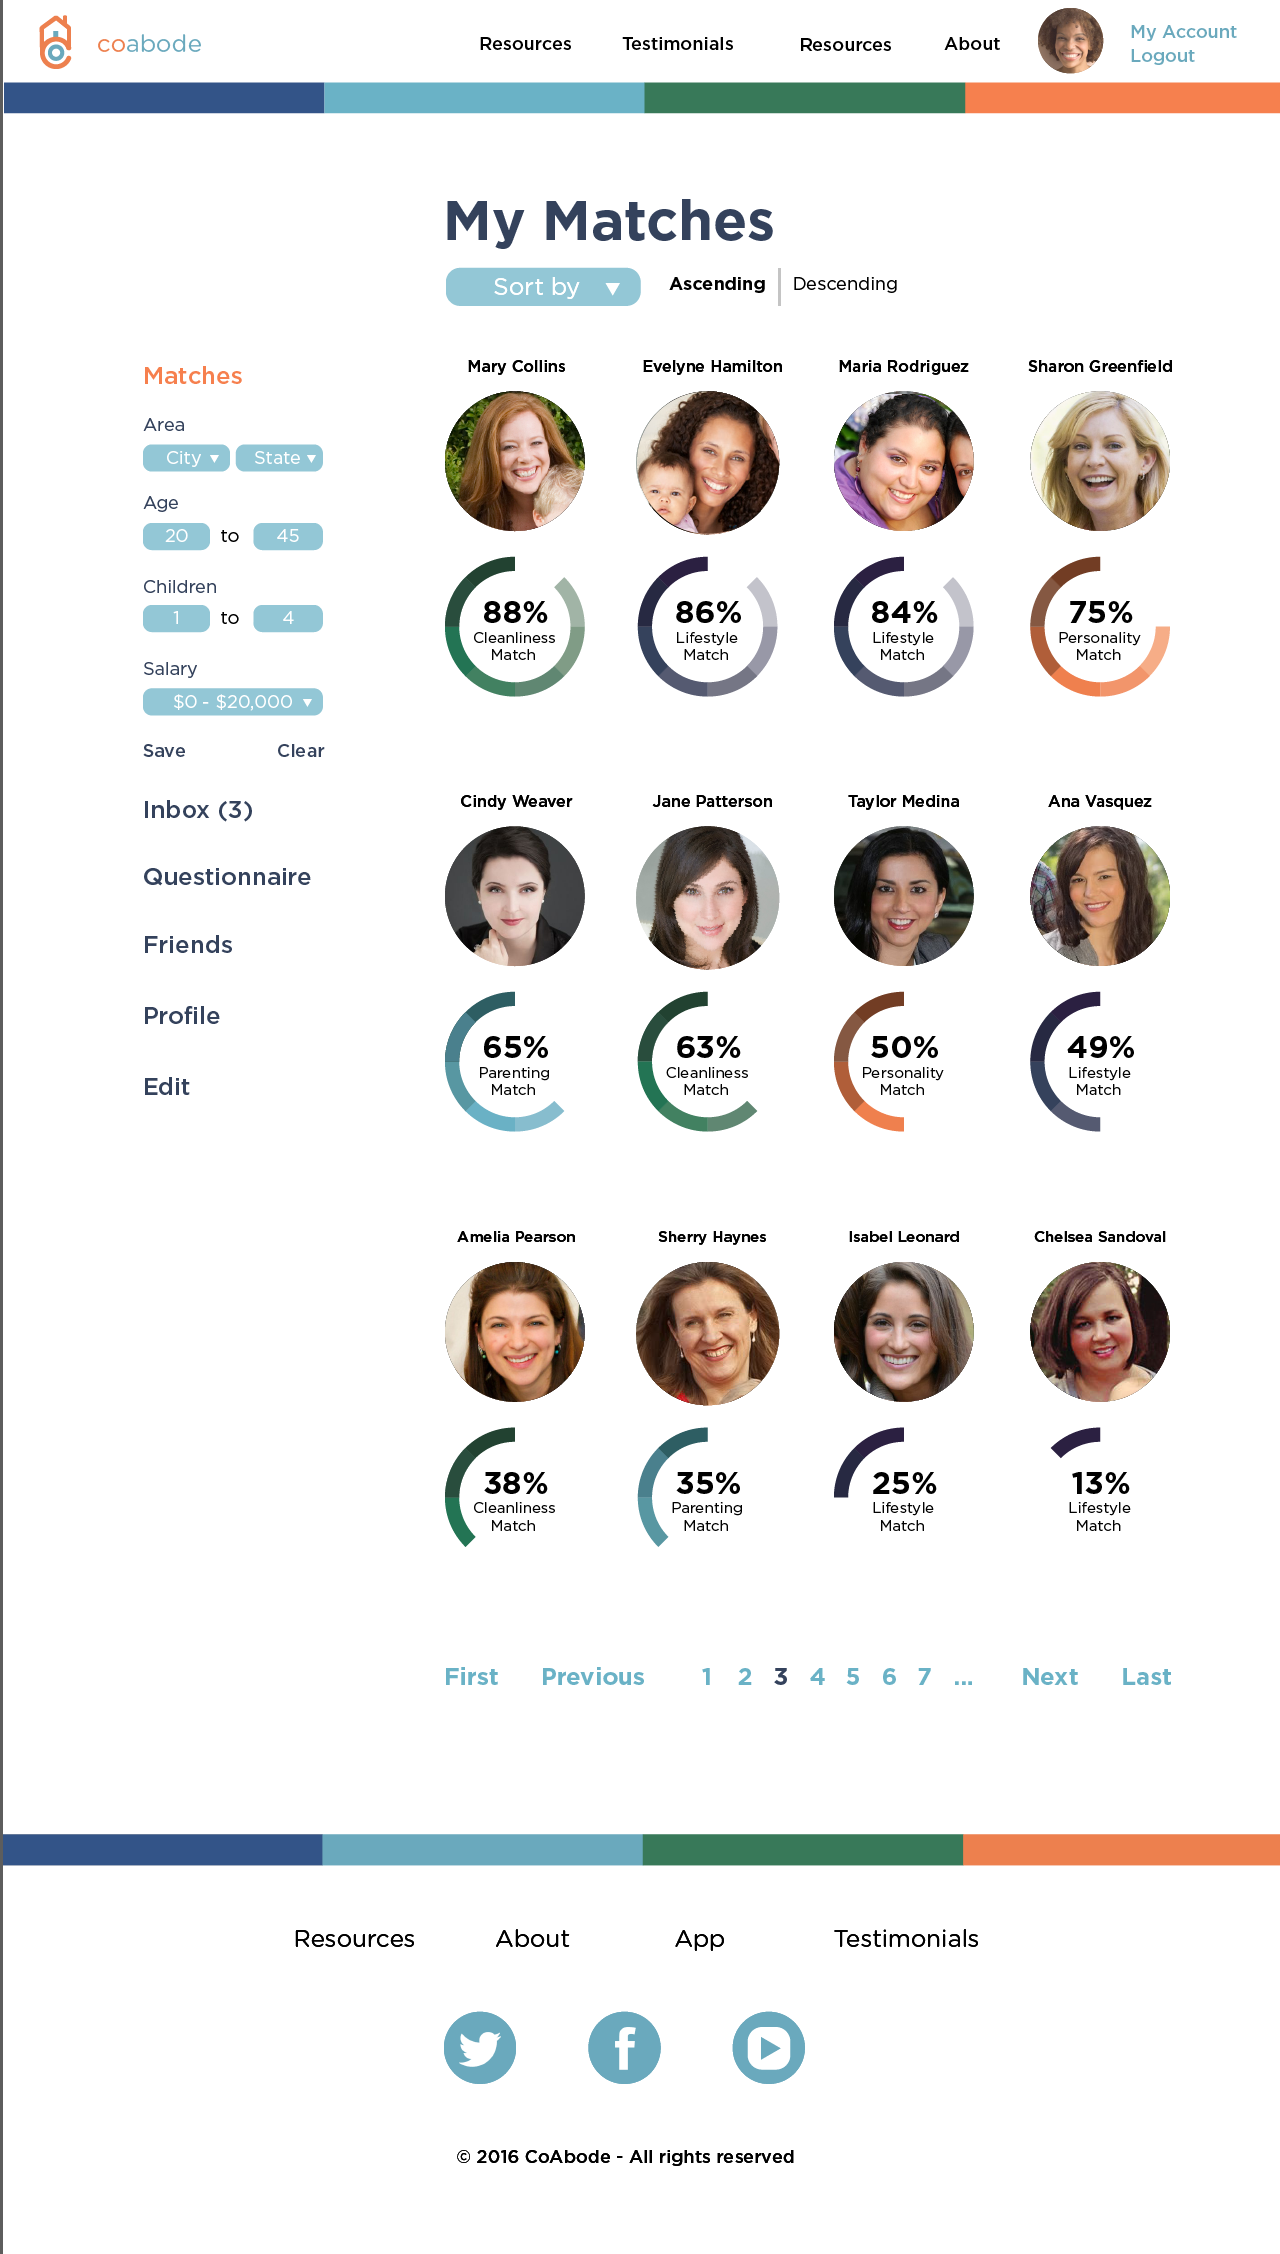 coabode
Resources
Testimonials
Resources
About
My Account
Logout
My Matches
Sort by
Ascending
Descending
Matches
Area
City
State
Age
20 to 45
Children
1 to 4
Salary
$0 - $20,000
Save
Clear
Inbox (3)
Questionnaire
Friends
Profile
Edit
Mary Collins
88%
Cleanliness
Match
Evelyne Hamilton
86%
Lifestyle
Match
Maria Rodriguez
84%
Lifestyle
Match
Sharon Greenfield
75%
Personality
Match
Cindy Weaver
65%
Parenting
Match
Jane Patterson
63%
Cleanliness
Match
Taylor Medina
50%
Personality
Match
Ana Vasquez
49%
Lifestyle
Match
Amelia Pearson
38%
Cleanliness
Match
Sherry Haynes
35%
Parenting
Match
Isabel Leonard
25%
Lifestyle
Match
Chelsea Sandoval
13%
Lifestyle
Match
First Previous 1 2 3 4 5 6 7 ... Next Last
Resources
About
App
Testimonials
© 2016 CoAbode - All rights reserved